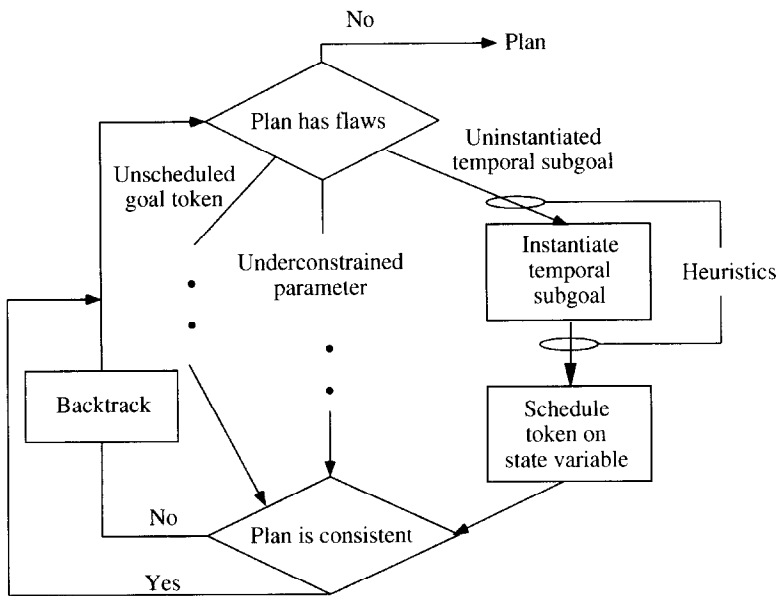 No
Plan
Plan has flaws
Uninstantiated
temporal subgoal
Unscheduled
goal token
Underconstrained
parameter
Instantiate
temporal
subgoal
Heuristics
Backtrack
Schedule
token on
state variable
No
Plan is consistent
Yes